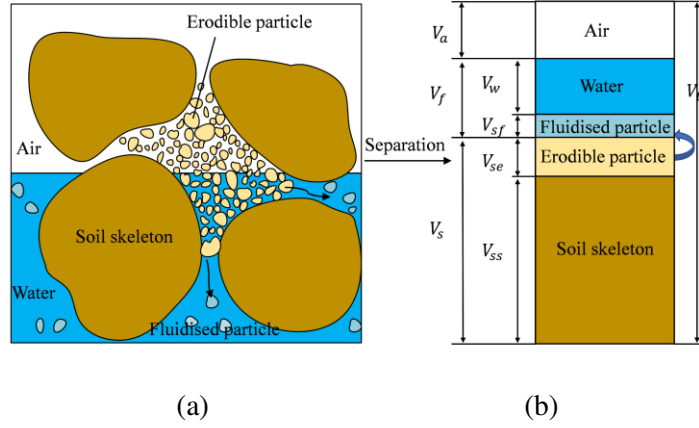 Erodible particle
Air
Soil skeleton
Water
Fluidised particle
Separation
(a)
V_a
V_f
V_w
V_sf
V_s
V_se
V_ss
Air
Water
Fluidised particle
Erodible particle
Soil skeleton
(b)